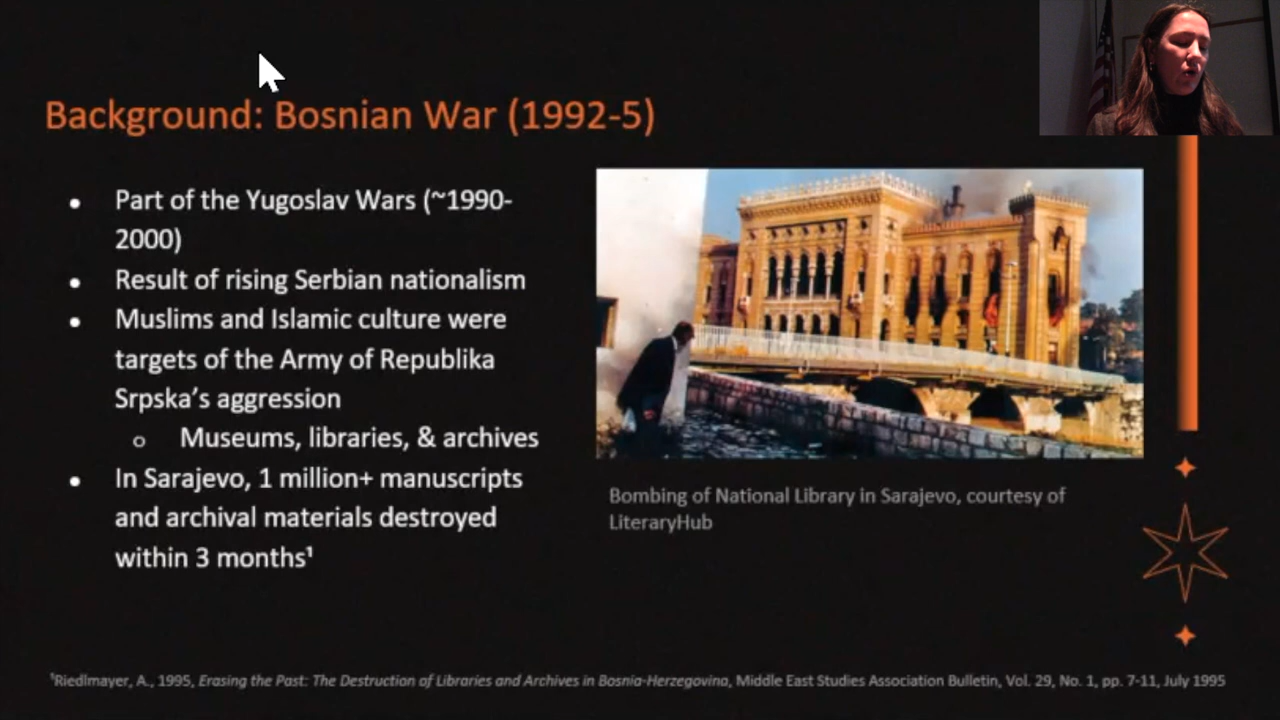 Background: Bosnian War (1992-5)
• Part of the Yugoslav Wars (~1990-
2000)
• Result of rising Serbian nationalism
• Muslims and Islamic culture were
targets of the Army of Republika
Srpska’s aggression
o Museums, libraries, & archives
• In Sarajevo, 1 million+ manuscripts
and archival materials destroyed
within 3 months¹
Bombing of National Library in Sarajevo, courtesy of
LiteraryHub
¹Riedlmayer, A., 1995, Erasing the Past: The Destruction of Libraries and Archives in Bosnia-Herzegovina, Middle East Studies Association Bulletin, Vol. 29, No. 1, pp. 7-11, July 1995